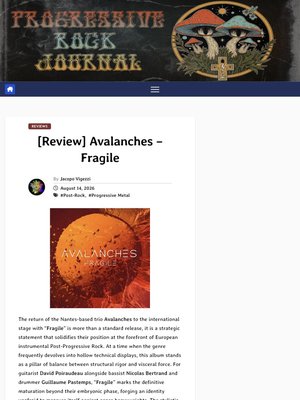 PROGRESSIVE
ROCK
JOURNAL
REVIEWS
[Review] Avalanches –
Fragile
By Jacopo Vigezzi
August 14, 2026
#Post-Rock, #Progressive Metal
AVALANCHES
FRAGILE
The return of the Nantes-based trio Avalanches to the international
stage with "Fragile" is more than a standard release, it is a strategic
statement that solidifies their position at the forefront of European
instrumental Post-Progressive Rock. At a time when the genre
frequently devolves into hollow technical displays, this album stands
as a pillar of balance between structural rigor and visceral force. For
guitarist David Poiraudeau alongside bassist Nicolas Bertrand and
drummer Guillaume Pastemps, "Fragile" marks the definitive
maturation beyond their embryonic phase, forging an identity